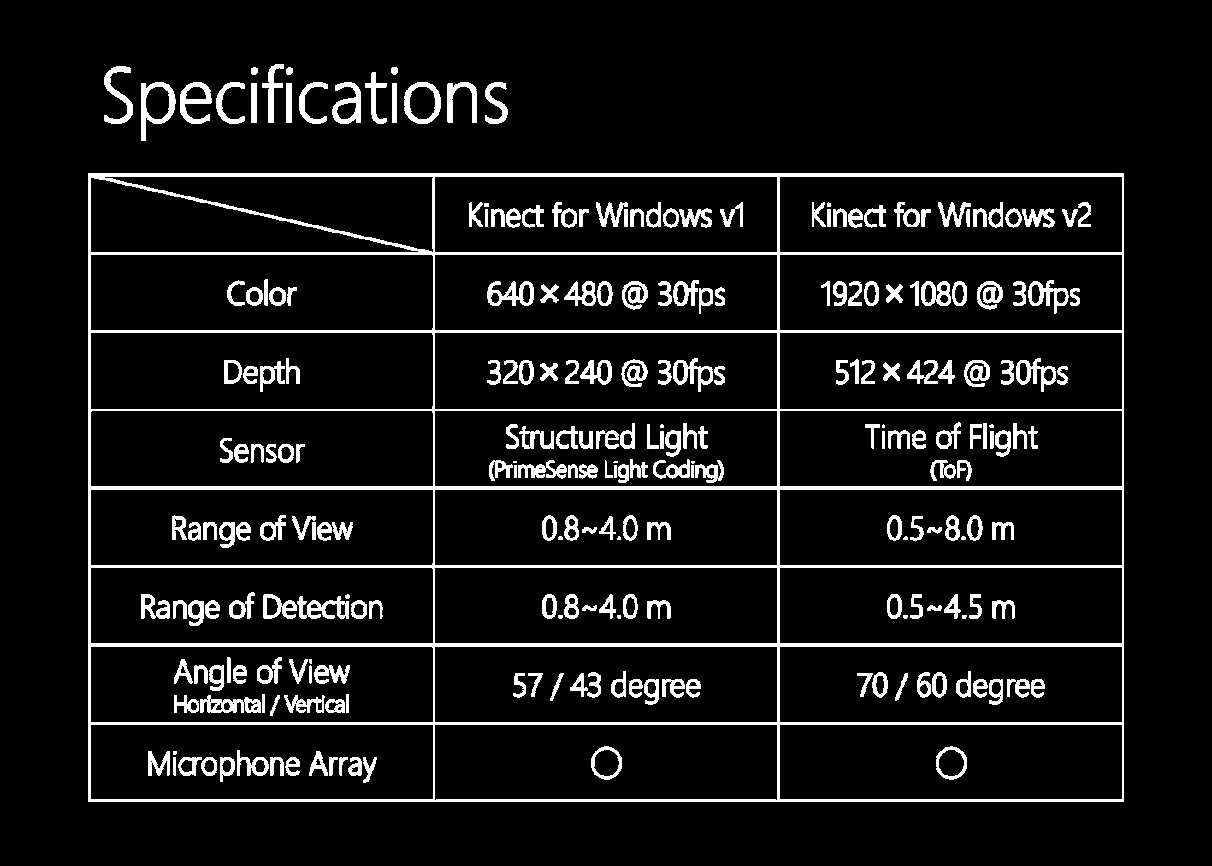 Specifications
Kinect for Windows v1 Kinect for Windows v2
Color 640×480 @ 30fps 1920×1080 @ 30fps
Depth 320×240 @ 30fps 512×424 @ 30fps
Sensor Structured Light Time of Flight
(PrimeSense Light Coding) (ToF)
Range of View 0.8~4.0 m 0.5~8.0 m
Range of Detection 0.8~4.0 m 0.5~4.5 m
Angle of View 57 / 43 degree 70 / 60 degree
Horizontal / Vertical
Microphone Array ○ ○